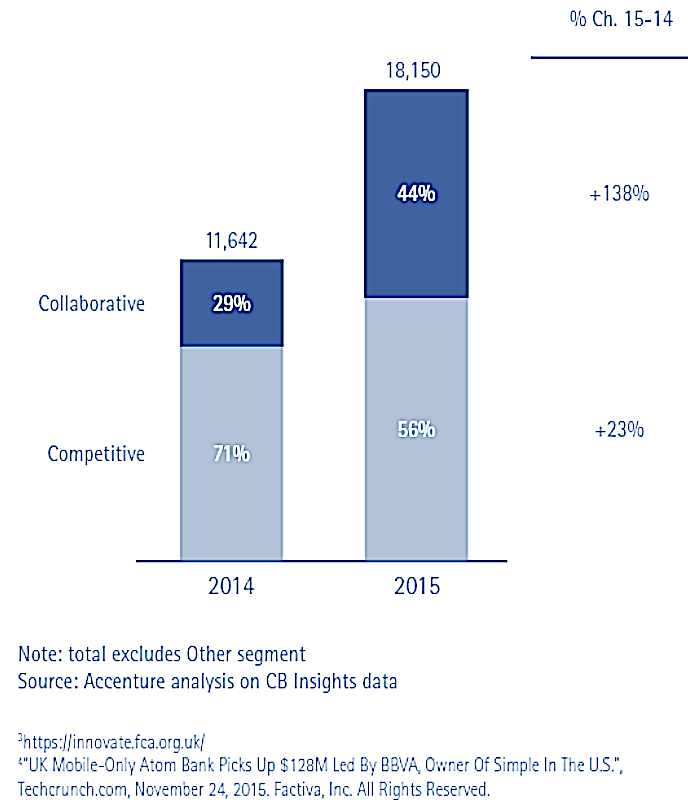 % Ch. 15-14
18,150
44%
+138%
11,642
Collaborative
29%
56%
+23%
Competitive
71%
2014
2015
Note: total excludes Other segment
Source: Accenture analysis on CB Insights data
³https://innovate.fca.org.uk/
⁴"UK Mobile-Only Atom Bank Picks Up $128M Led By BBVA, Owner Of Simple In The U.S.",
Techcrunch.com, November 24, 2015. Factiva, Inc. All Rights Reserved.